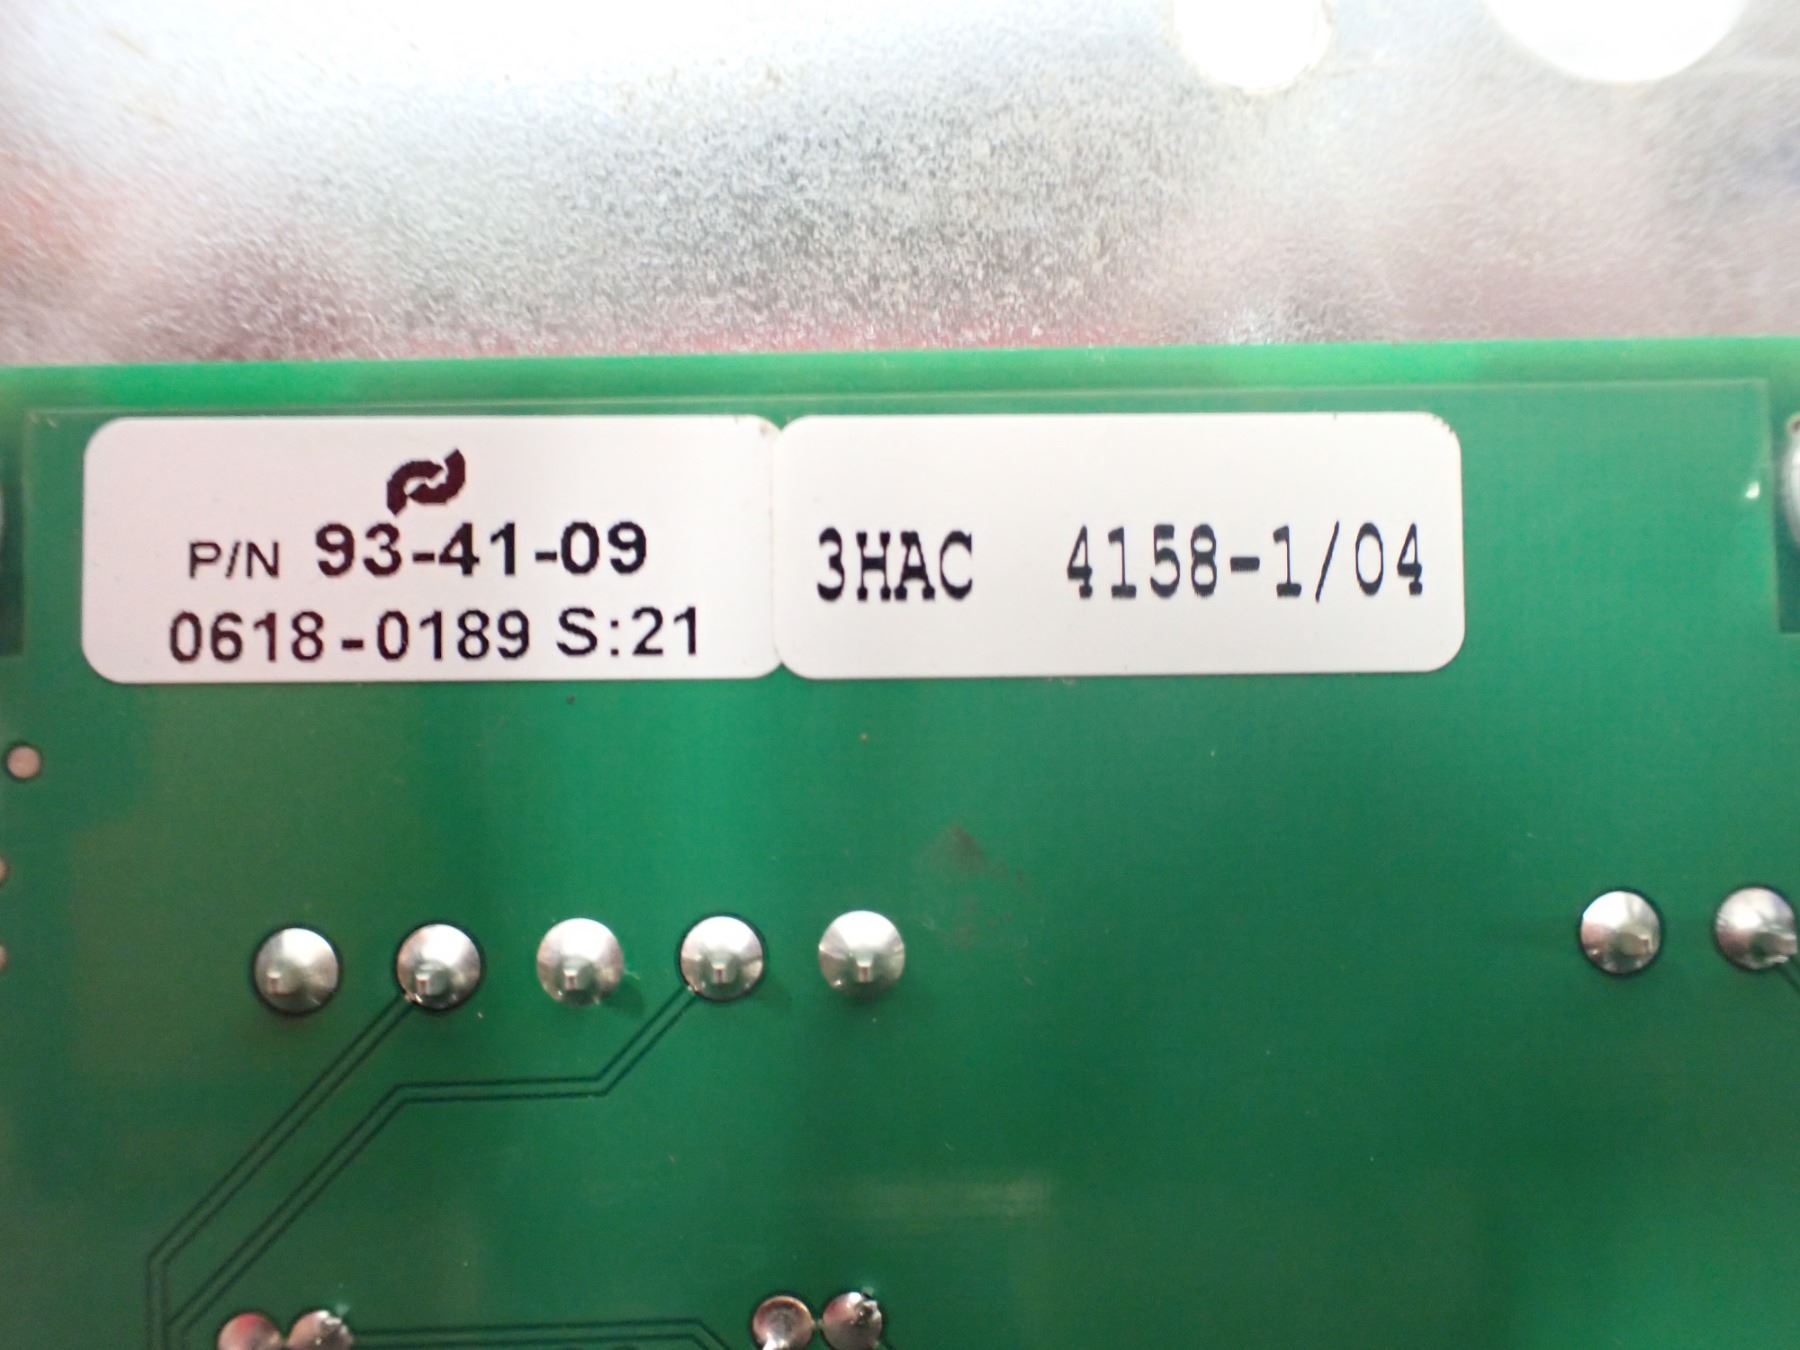 P/N 93-41-09
0618-0189 S:21
3HAC 4158-1/04